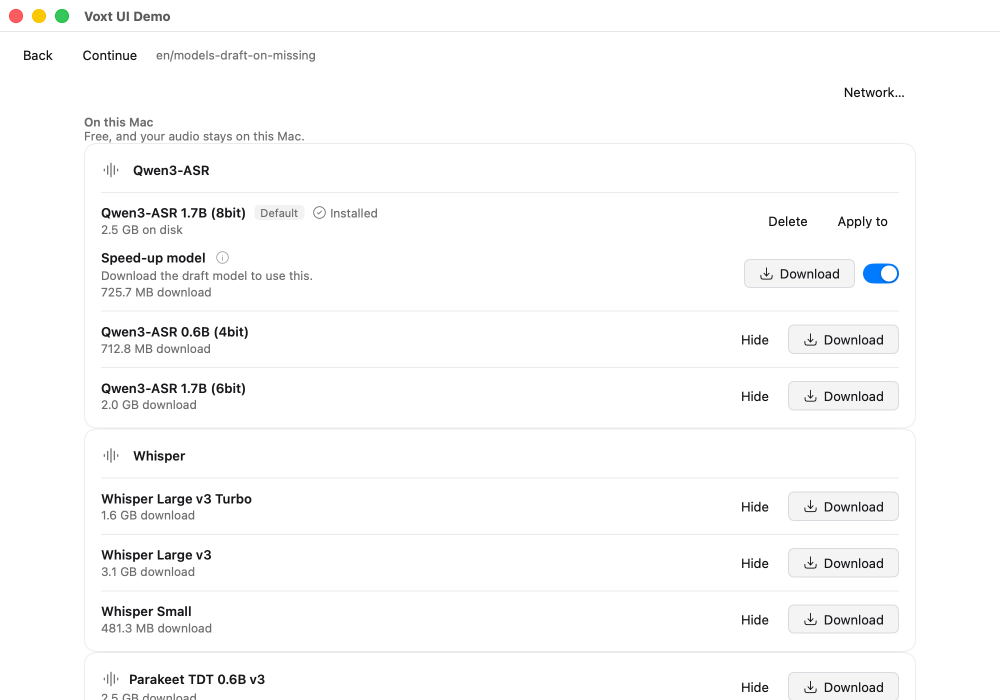 Voxt UI Demo
Back Continue en/models-draft-on-missing
Network...
On this Mac
Free, and your audio stays on this Mac.
Qwen3-ASR
Qwen3-ASR 1.7B (8bit) Default Installed
2.5 GB on disk
Delete Apply to
Speed-up model
Download the draft model to use this.
725.7 MB download
Download
Qwen3-ASR 0.6B (4bit)
712.8 MB download
Hide Download
Qwen3-ASR 1.7B (6bit)
2.0 GB download
Hide Download
Whisper
Whisper Large v3 Turbo
1.6 GB download
Hide Download
Whisper Large v3
3.1 GB download
Hide Download
Whisper Small
481.3 MB download
Hide Download
Parakeet TDT 0.6B v3
2.5 GB download
Hide Download